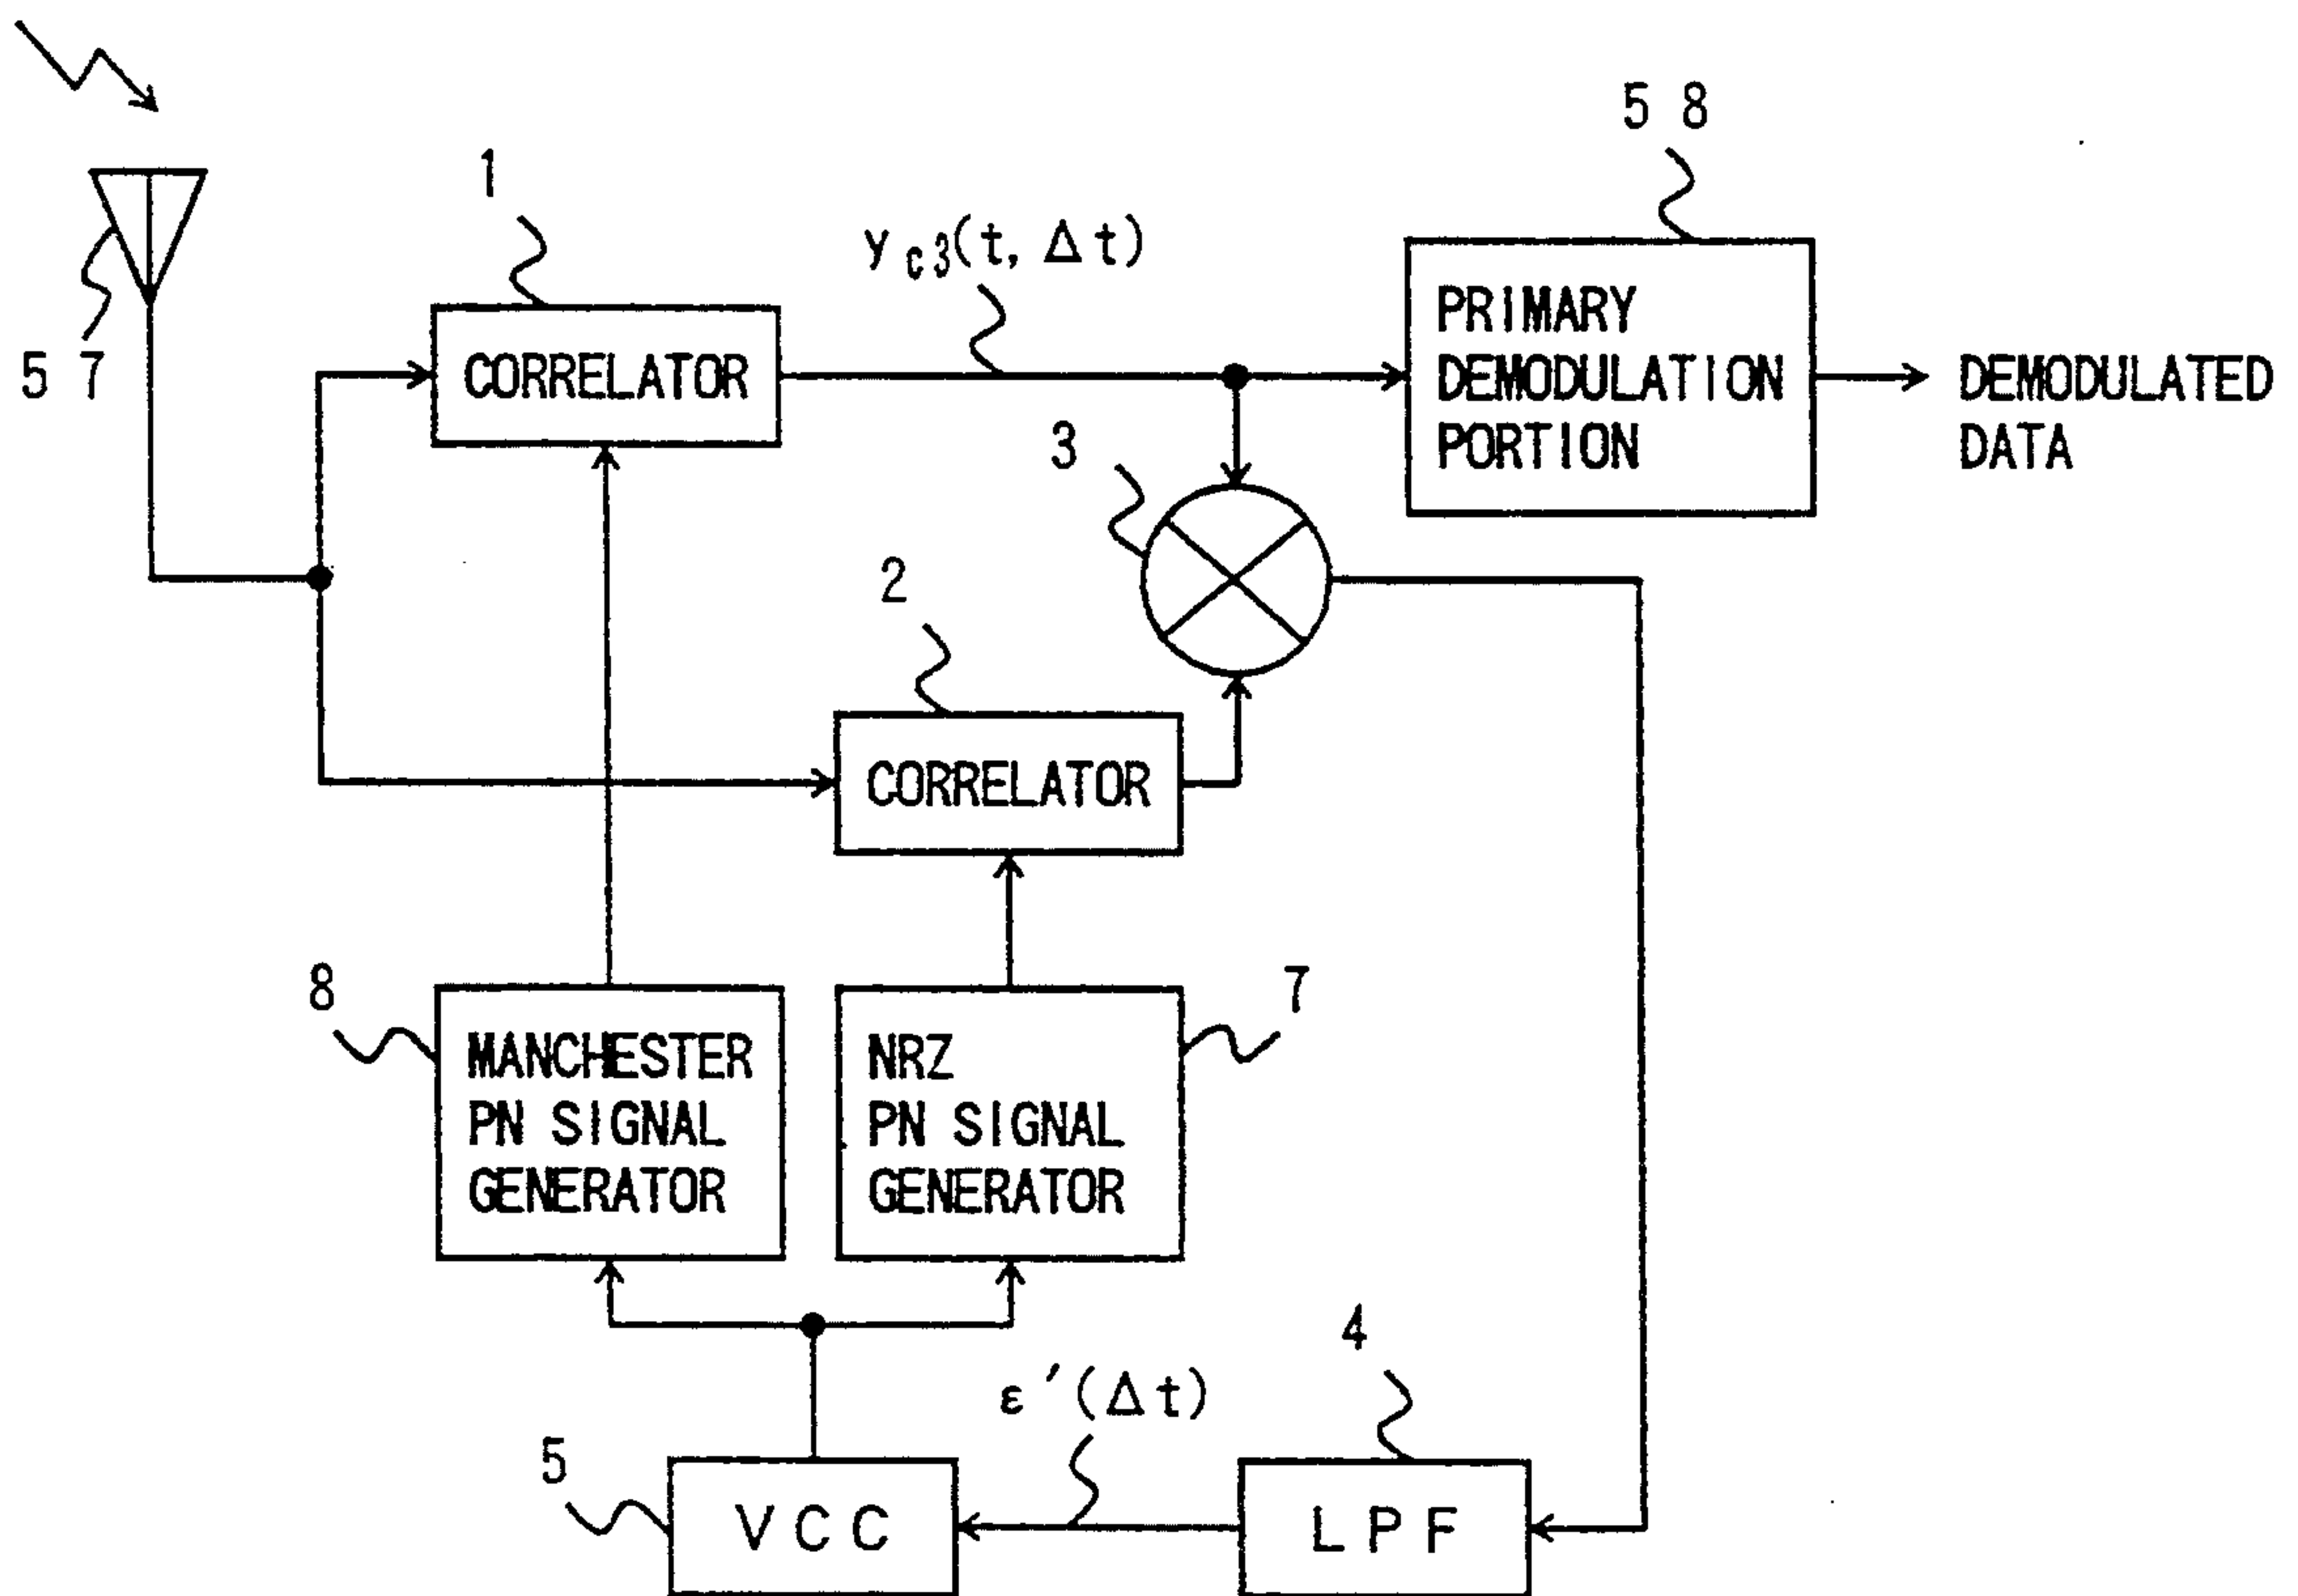 5 8
1
y_c3(t, Δt)
PRIMARY
DEMODULATION
PORTION
5 7
CORRELATOR
DEMODULATED
DATA
3
2
CORRELATOR
8
MANCHESTER
PN SIGNAL
GENERATOR
NRZ
PN SIGNAL
GENERATOR
7
4
ε'(Δt)
5
VCC
LPF